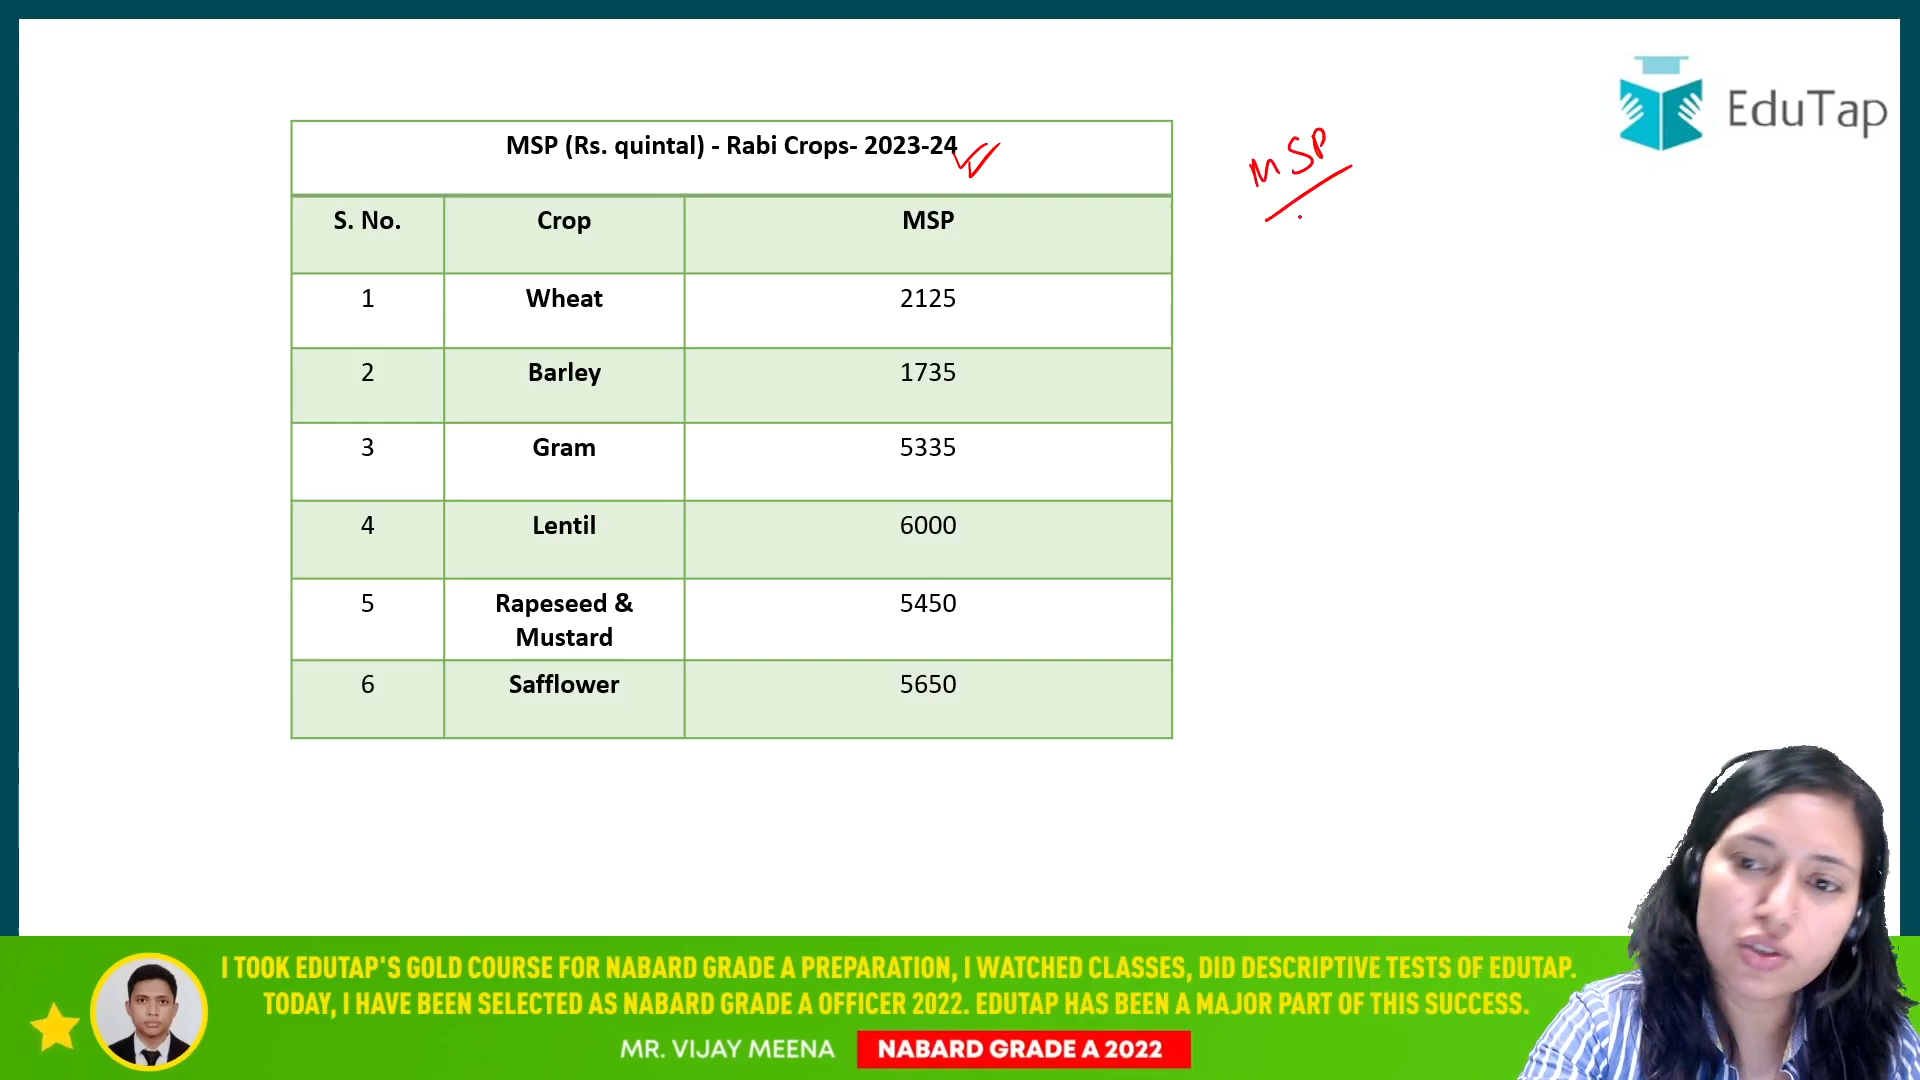 EduTap
MSP (Rs. quintal) - Rabi Crops- 2023-24
MSP
S. No. Crop MSP
1 Wheat 2125
2 Barley 1735
3 Gram 5335
4 Lentil 6000
5 Rapeseed & 5450
Mustard
6 Safflower 5650
I TOOK EDUTAP'S GOLD COURSE FOR NABARD GRADE A PREPARATION, I WATCHED CLASSES, DID DESCRIPTIVE TESTS OF EDUTAP.
TODAY, I HAVE BEEN SELECTED AS NABARD GRADE A OFFICER 2022. EDUTAP HAS BEEN A MAJOR PART OF THIS SUCCESS.
MR. VIJAY MEENA NABARD GRADE A 2022